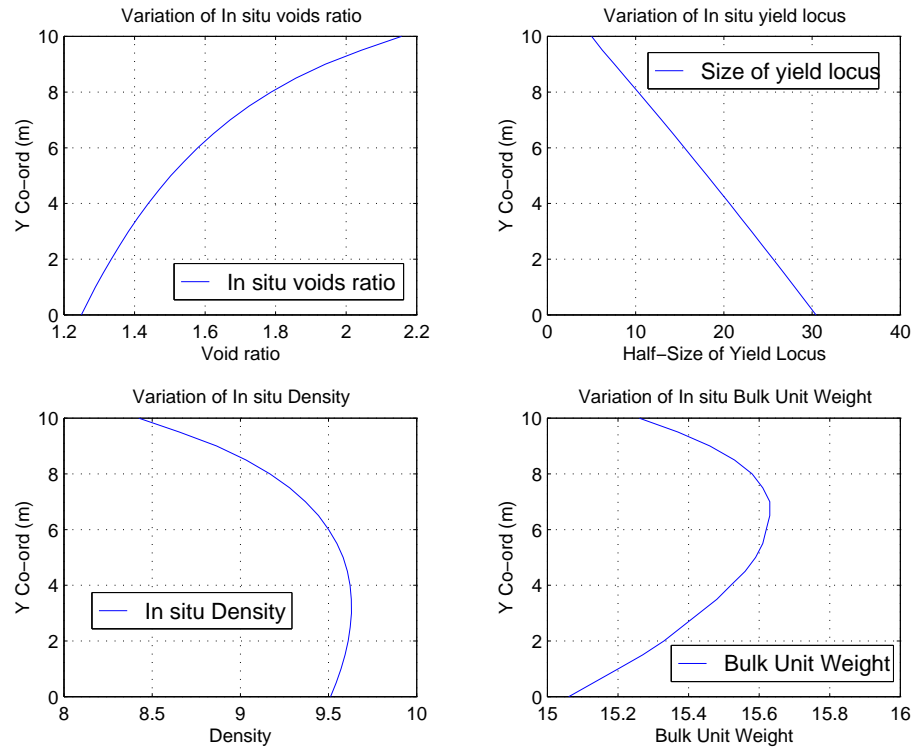 Variation of In situ voids ratio
10
8
6
4
2
0
Y Co-ord (m)
In situ voids ratio
1.2 1.4 1.6 1.8 2 2.2
Void ratio
Variation of In situ yield locus
10
8
6
4
2
0
Y Co-ord (m)
Size of yield locus
0 10 20 30 40
Half-Size of Yield Locus
Variation of In situ Density
10
8
6
4
2
0
Y Co-ord (m)
In situ Density
8 8.5 9 9.5 10
Density
Variation of In situ Bulk Unit Weight
10
8
6
4
2
0
Y Co-ord (m)
Bulk Unit Weight
15 15.2 15.4 15.6 15.8 16
Bulk Unit Weight